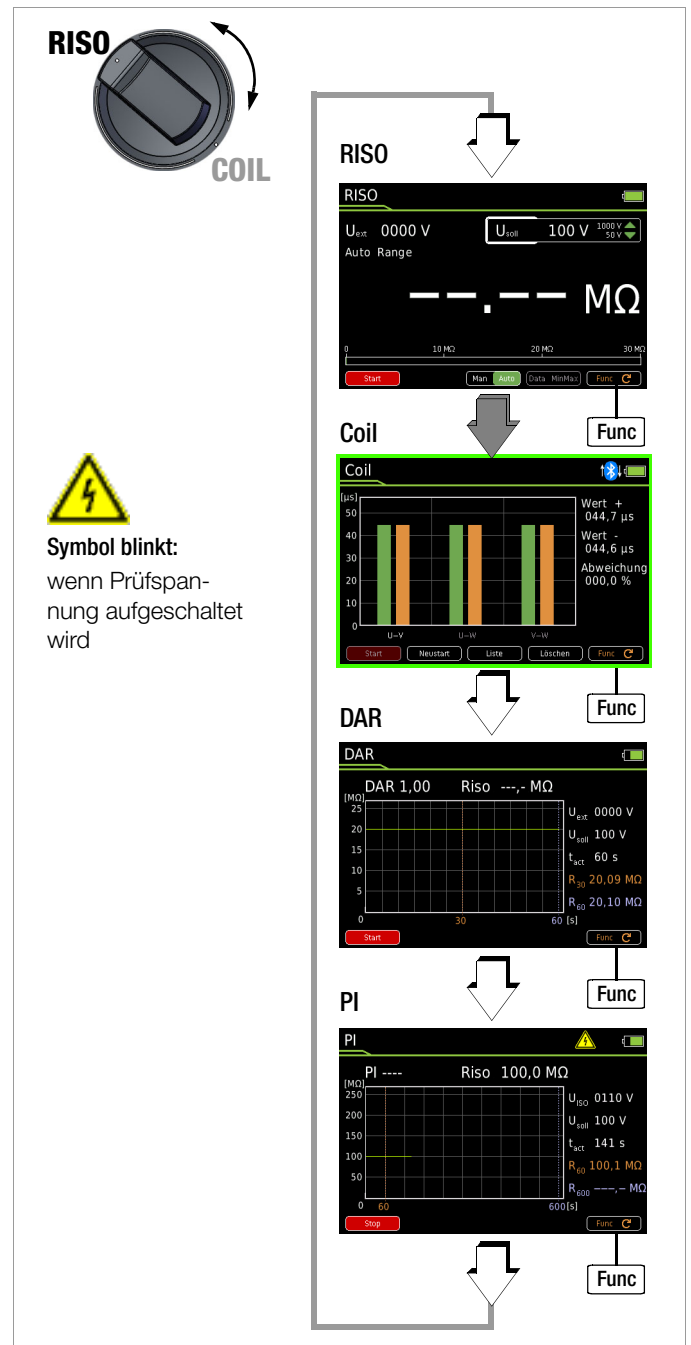 RISO
COIL
Symbol blinkt:
wenn Prüfspan-
nung aufgeschaltet
wird
RISO
RISO
Uext 0000 V
Usoll 100 V 1000 V
50 V
Auto Range
--.-- MΩ
0 10 MΩ 20 MΩ 30 MΩ
Start Man Auto Data MinMax Func
Func
Coil
Coil
[µs]
50
40
30
20
10
0
U–V U–W V–W
Wert +
044,7 µs
Wert -
044,6 µs
Abweichung
000,0 %
Start Neustart Liste Löschen Func
Func
DAR
DAR
DAR 1,00 Riso ---,- MΩ
[MΩ]
25
20
15
10
5
0 30 60 [s]
Uext 0000 V
Usoll 100 V
tact 60 s
R30 20,09 MΩ
R60 20,10 MΩ
Start Func
Func
PI
PI
PI ---- Riso 100,0 MΩ
[MΩ]
250
200
150
100
50
0 60 600 [s]
UISO 0110 V
Usoll 100 V
tact 141 s
R60 100,1 MΩ
R600 ---,- MΩ
Stop Func
Func